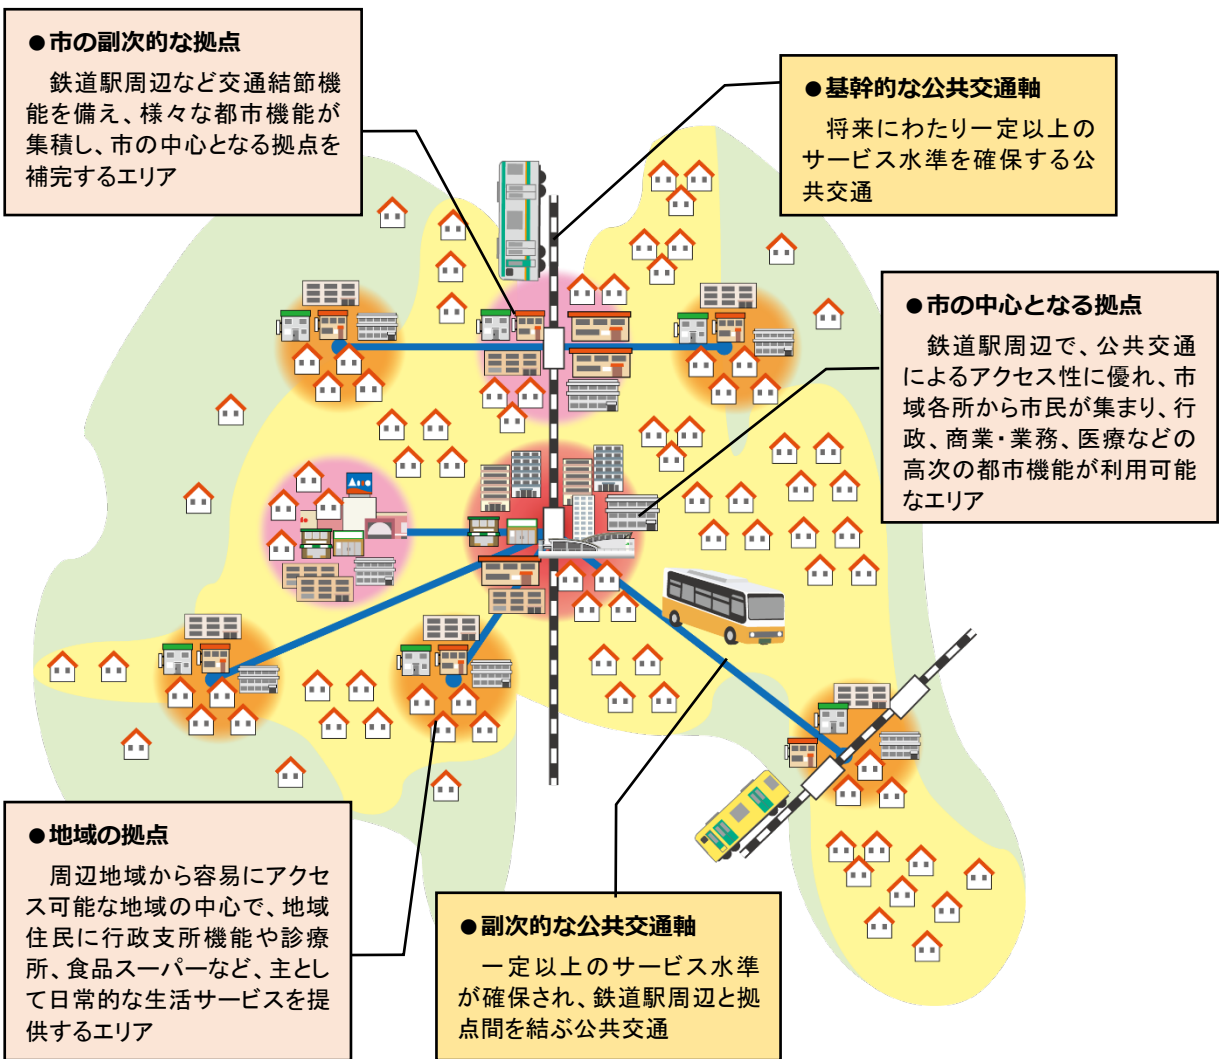 ●市の副次的な拠点
鉄道駅周辺など交通結節機
能を備え、様々な都市機能が
集積し、市の中心となる拠点を
補完するエリア
●基幹的な公共交通軸
将来にわたり一定以上の
サービス水準を確保する公
共交通
●市の中心となる拠点
鉄道駅周辺で、公共交通
によるアクセス性に優れ、市
域各所から市民が集まり、行
政、商業・業務、医療などの
高次の都市機能が利用可能
なエリア
●地域の拠点
周辺地域から容易にアクセ
ス可能な地域の中心で、地域
住民に行政支所機能や診療
所、食品スーパーなど、主とし
て日常的な生活サービスを提
供するエリア
●副次的な公共交通軸
一定以上のサービス水準
が確保され、鉄道駅周辺と拠
点間を結ぶ公共交通